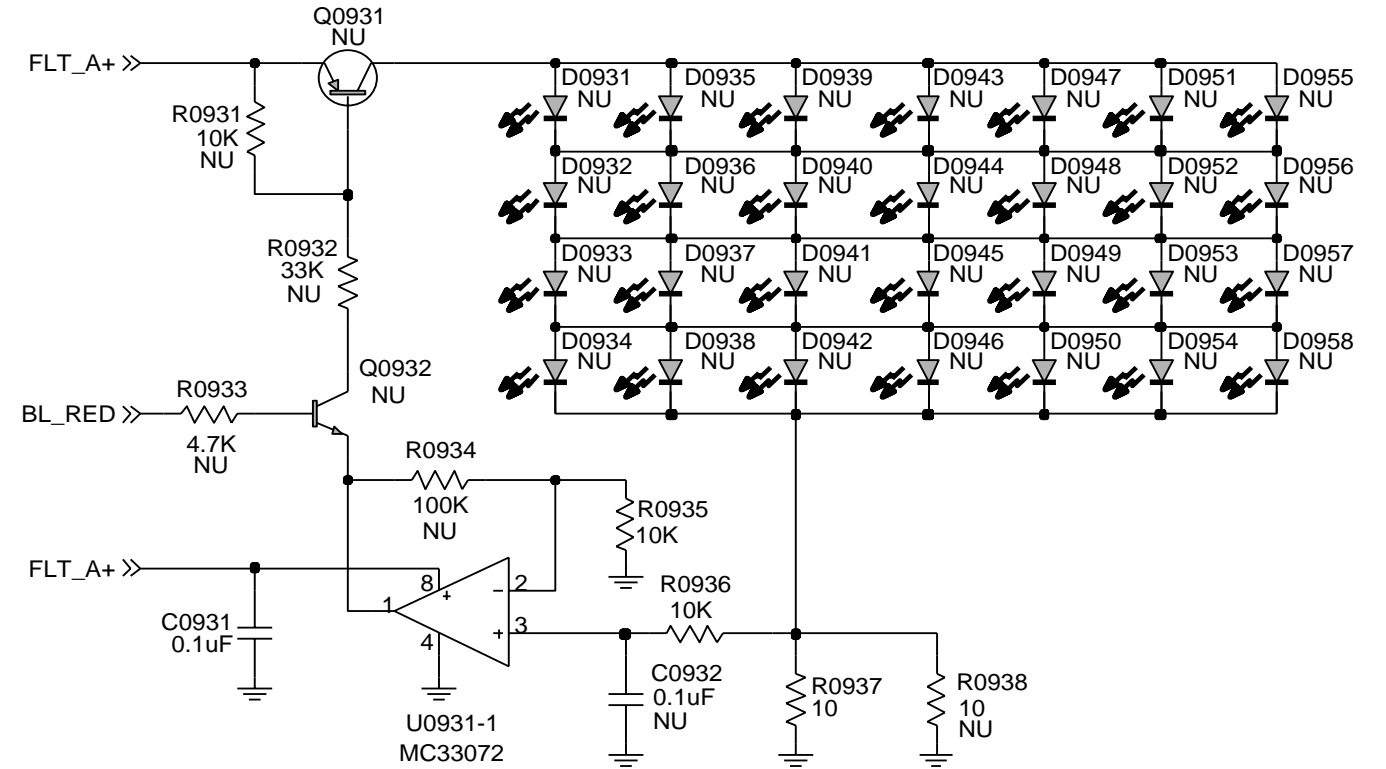 Q0931
NU
FLT_A+
R0931
10K
NU
D0931
NU
D0935
NU
D0939
NU
D0943
NU
D0947
NU
D0951
NU
D0955
NU
D0932
NU
D0936
NU
D0940
NU
D0944
NU
D0948
NU
D0952
NU
D0956
NU
R0932
33K
NU
D0933
NU
D0937
NU
D0941
NU
D0945
NU
D0949
NU
D0953
NU
D0957
NU
D0934
NU
D0938
NU
D0942
NU
D0946
NU
D0950
NU
D0954
NU
D0958
NU
Q0932
NU
BL_RED
R0933
4.7K
NU
R0934
100K
NU
R0935
10K
FLT_A+
C0931
0.1uF
8
+
1
4
- 2
+ 3
U0931-1
MC33072
R0936
10K
C0932
0.1uF
NU
R0937
10
R0938
10
NU